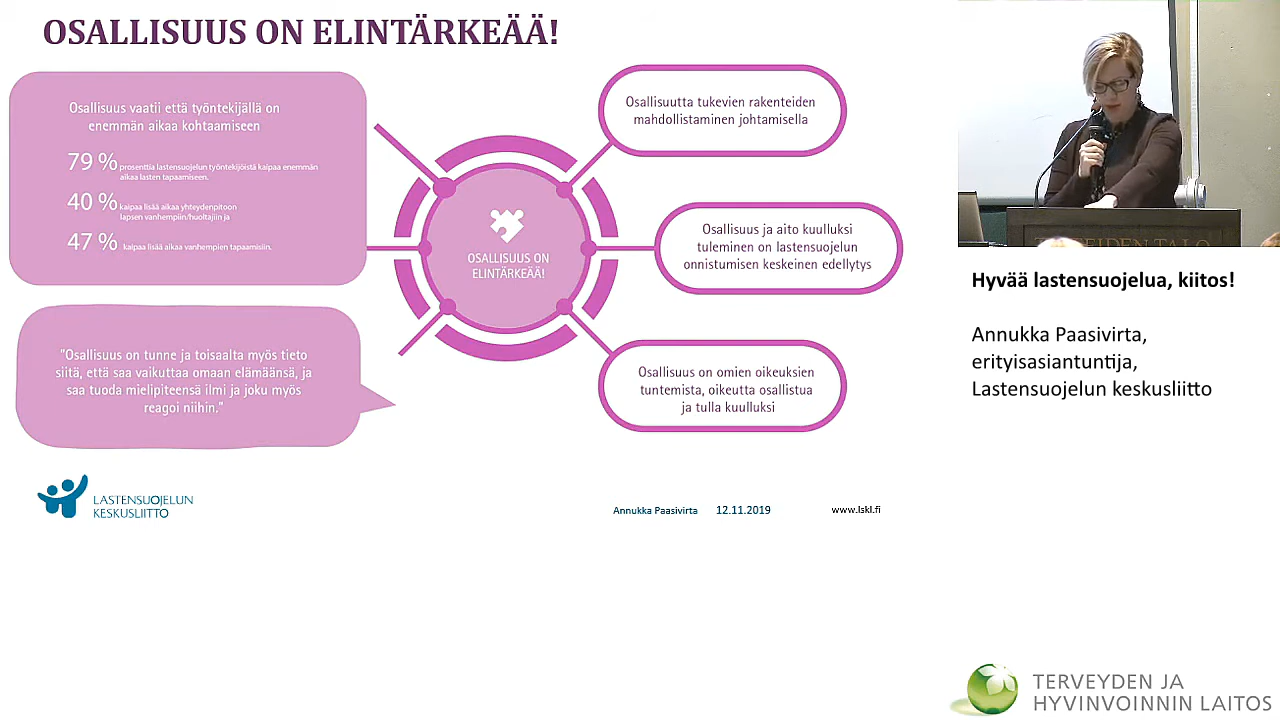 OSALLISUUS ON ELINTÄRKEÄÄ!
Osallisuus vaatii että työntekijällä on
enemmän aikaa kohtaamiseen
79 % prosenttia lastensuojelun työntekijöistä kaipaa enemmän
aikaa lasten tapaamiseen.
40 % kaipaa lisää aikaa yhteydenpitoon
lapsen vanhempiin/huoltajiin ja
47 % kaipaa lisää aikaa vanhempien tapaamisiin.
"Osallisuus on tunne ja toisaalta myös tieto
siitä, että saa vaikuttaa omaan elämäänsä, ja
saa tuoda mielipiteensä ilmi ja joku myös
reagoi niihin."
OSALLISUUS ON
ELINTÄRKEÄÄ!
Osallisuutta tukevien rakenteiden
mahdollistaminen johtamisella
Osallisuus ja aito kuulluksi
tuleminen on lastensuojelun
onnistumisen keskeinen edellytys
Osallisuus on omien oikeuksien
tuntemista, oikeutta osallistua
ja tulla kuulluksi
LASTENSUOJELUN
KESKUSLIITTO
Annukka Paasivirta 12.11.2019 www.lskl.fi
Hyvää lastensuojelua, kiitos!
Annukka Paasivirta,
erityisasiantuntija,
Lastensuojelun keskusliitto
TERVEYDEN JA
HYVINVOINNIN LAITOS